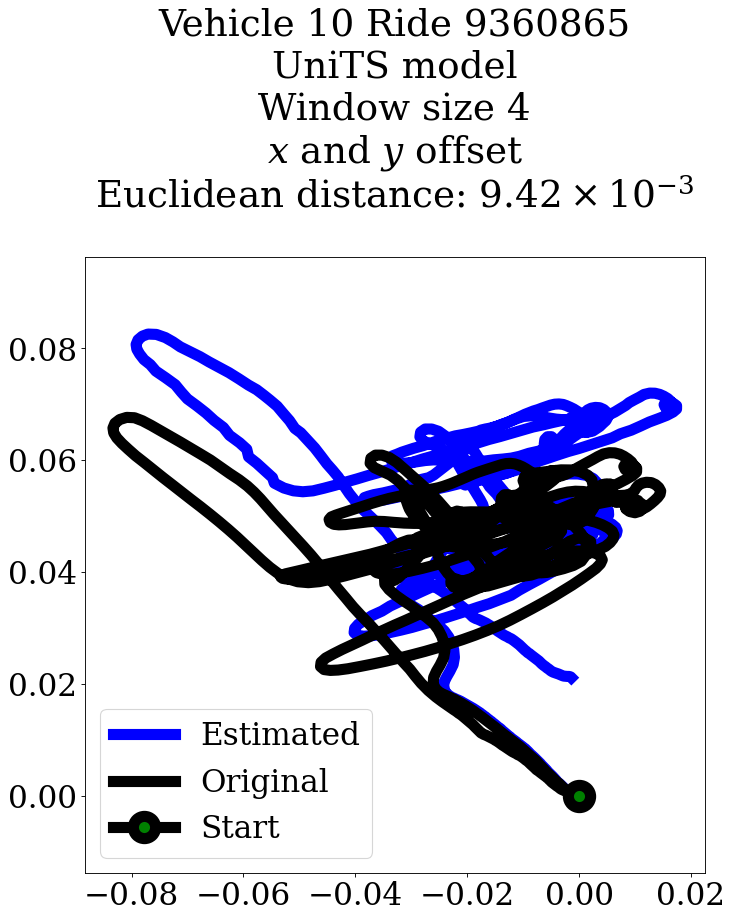 Vehicle 10 Ride 9360865
UniTS model
Window size 4
x and y offset
Euclidean distance: 9.42 × 10⁻³
0.08
0.06
0.04
0.02
0.00
Estimated
Original
Start
−0.08 −0.06 −0.04 −0.02 0.00 0.02